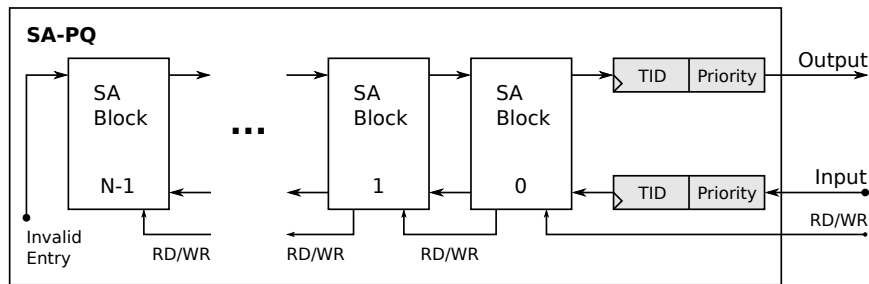 SA-PQ
SA
Block
N-1
...
SA
Block
1
SA
Block
0
TID
Priority
Output
TID
Priority
Input
RD/WR
Invalid
Entry
RD/WR
RD/WR
RD/WR